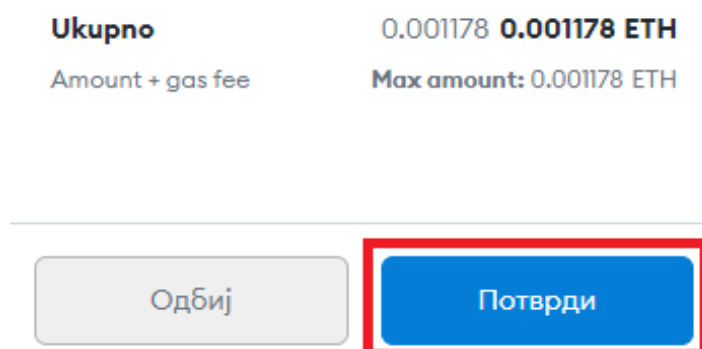 Ukupno 0.001178 0.001178 ETH
Amount + gas fee Max amount: 0.001178 ETH
Одбиј Потврди